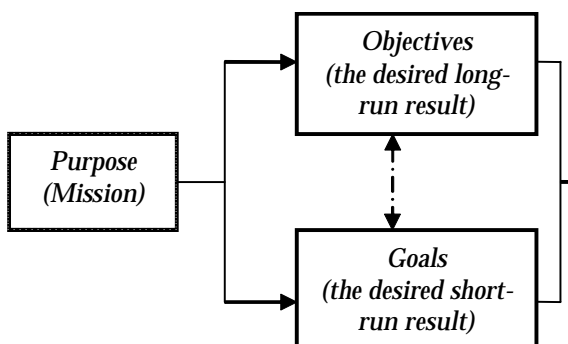 Objectives
(the desired long-
run result)
Purpose
(Mission)
Goals
(the desired short-
run result)